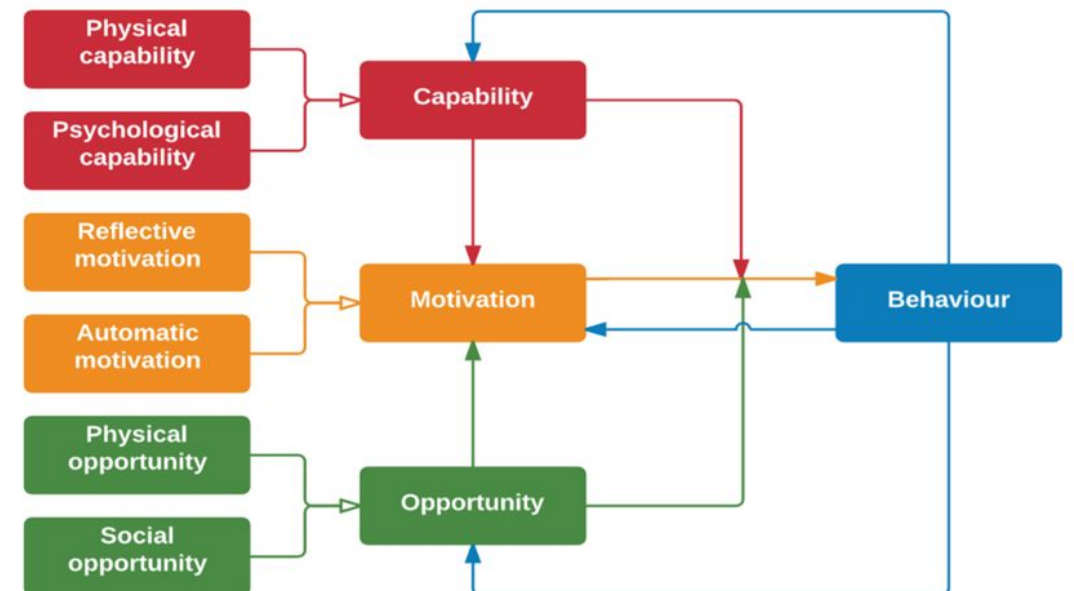 Physical
capability
Psychological
capability
Reflective
motivation
Automatic
motivation
Physical
opportunity
Social
opportunity
Capability
Motivation
Opportunity
Behaviour